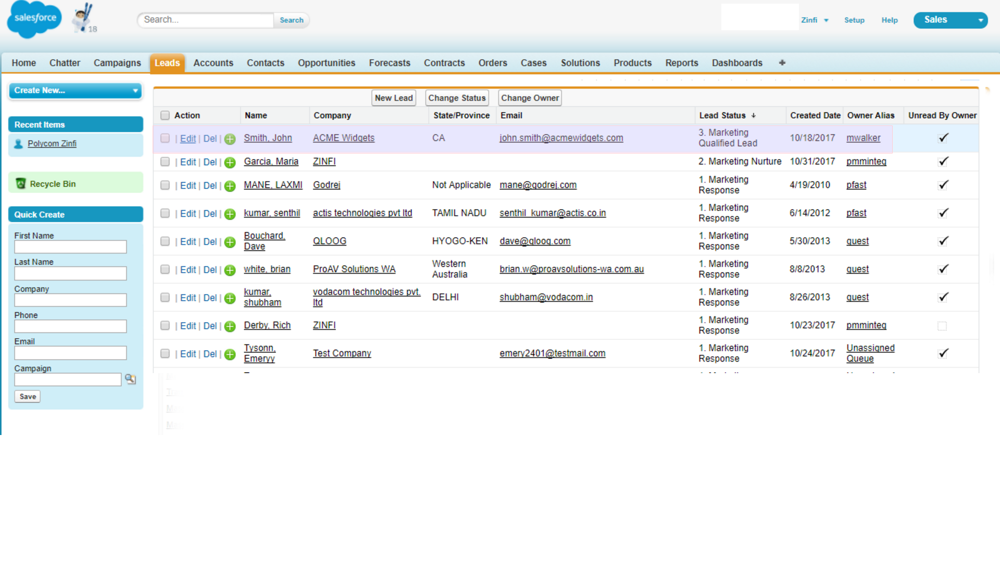 salesforce
18
Search...
Search
Zinfi
Setup
Help
Sales
Home Chatter Campaigns Leads Accounts Contacts Opportunities Forecasts Contracts Orders Cases Solutions Products Reports Dashboards +
Create New...
Recent Items
Polycom Zinfi
Recycle Bin
Quick Create
First Name
Last Name
Company
Phone
Email
Campaign
Save
New Lead Change Status Change Owner
Action Name Company State/Province Email Lead Status Created Date Owner Alias Unread By Owner
| Edit | Del | Smith, John ACME Widgets CA john.smith@acmewidgets.com 3. Marketing 10/18/2017 mwalker
Qualified Lead
| Edit | Del | Garcia, Maria ZINFI 2. Marketing Nurture 10/31/2017 pmminteg
| Edit | Del | MANE, LAXMI Godrej Not Applicable mane@godrej.com 1. Marketing 4/19/2010 pfast
Response
| Edit | Del | kumar, senthil actis technologies pvt ltd TAMIL NADU senthil_kumar@actis.co.in 1. Marketing 6/14/2012 pfast
Response
| Edit | Del | Bouchard, QLOOG HYOGO-KEN dave@qloog.com 1. Marketing 5/30/2013 guest
Dave Response
| Edit | Del | white, brian ProAV Solutions WA Western brian.w@proavsolutions-wa.com.au 1. Marketing 8/8/2013 guest
Australia Response
| Edit | Del | kumar, vodacom technologies pvt. DELHI shubham@vodacom.in 1. Marketing 8/26/2013 guest
shubham ltd Response
| Edit | Del | Derby, Rich ZINFI 1. Marketing 10/23/2017 pmminteg
Response
| Edit | Del | Tysonn, Test Company emery2401@testmail.com 1. Marketing 10/24/2017 Unassigned
Emeryy Response Queue